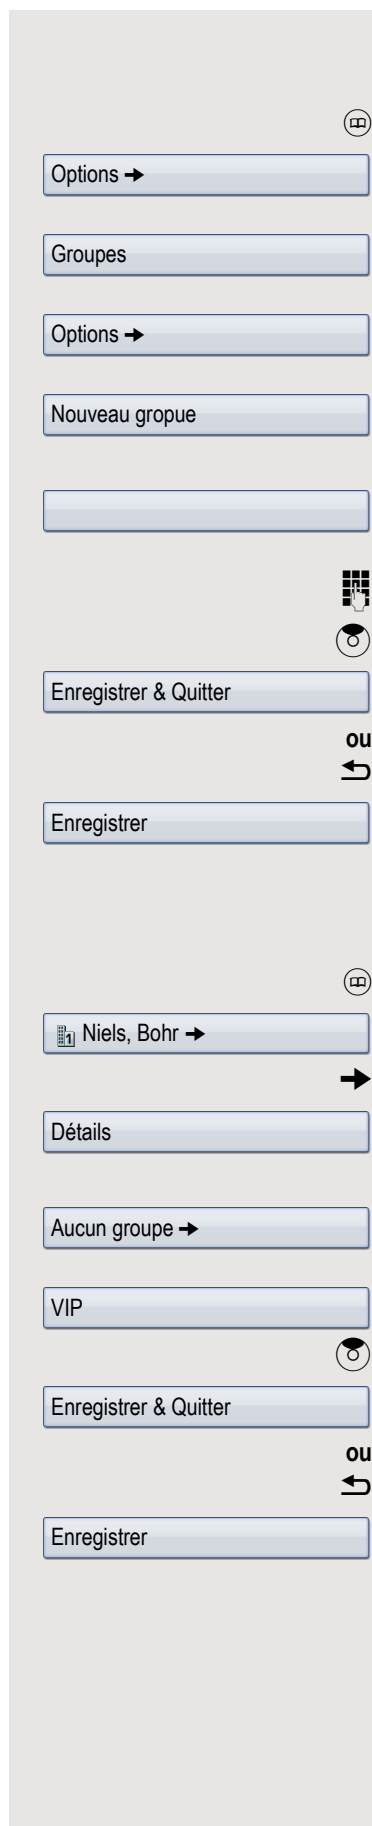 Options →
Groupes
Options →
Nouveau gropue
Enregistrer & Quitter
ou
Enregistrer
1 Niels, Bohr →
Détails
Aucun groupe →
VIP
Enregistrer & Quitter
ou
Enregistrer